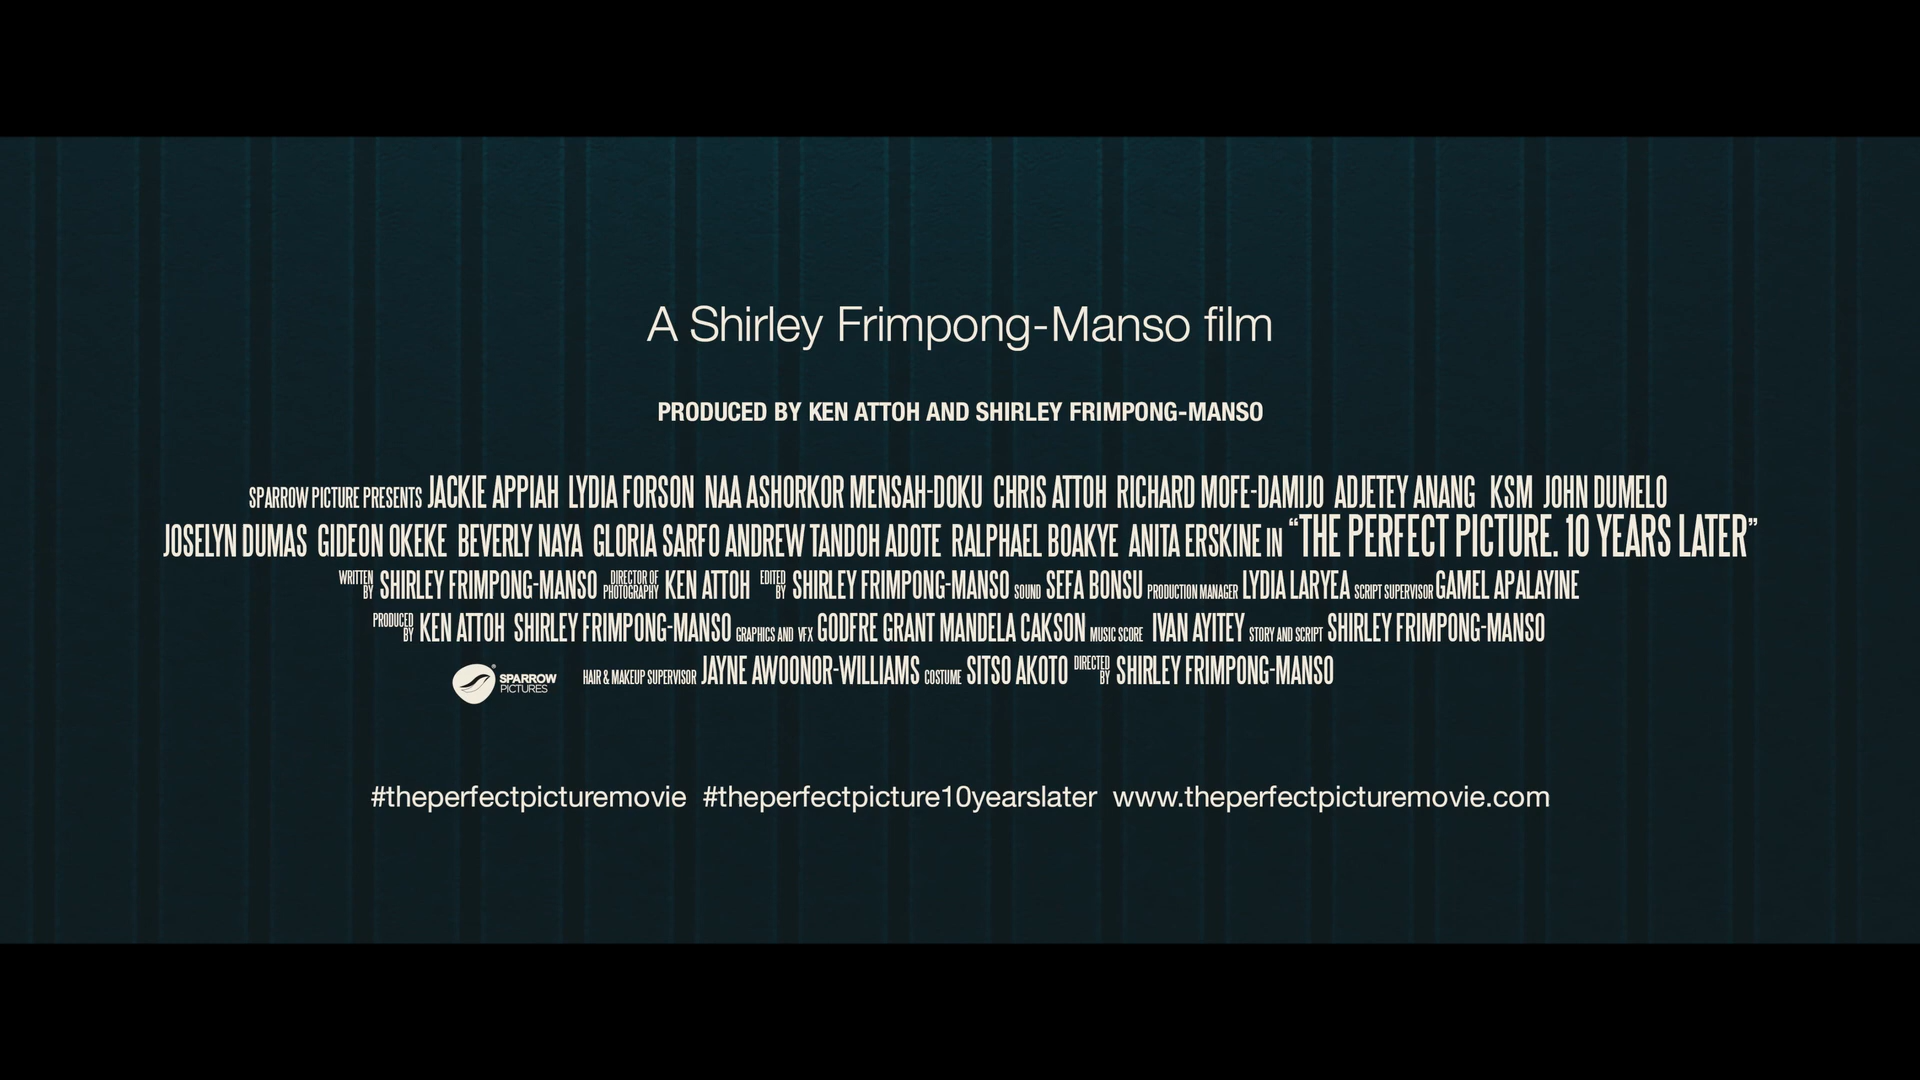 A Shirley Frimpong-Manso film
PRODUCED BY KEN ATTOH AND SHIRLEY FRIMPONG-MANSO
SPARROW PICTURE PRESENTS JACKIE APPIAH LYDIA FORSON NAA ASHORKOR MENSAH-DOKU CHRIS ATTOH RICHARD MOFE-DAMIJO ADJETEY ANANG KSM JOHN DUMELO
JOSELYN DUMAS GIDEON OKEKE BEVERLY NAYA GLORIA SARFO ANDREW TANDOH ADOTE RALPHAEL BOAKYE ANITA ERSKINE IN “THE PERFECT PICTURE. 10 YEARS LATER”
WRITTEN BY SHIRLEY FRIMPONG-MANSO DIRECTOR OF PHOTOGRAPHY KEN ATTOH EDITED BY SHIRLEY FRIMPONG-MANSO SOUND SEFA BONSU PRODUCTION MANAGER LYDIA LARYEA SCRIPT SUPERVISOR GAMEL APALAYINE
PRODUCED BY KEN ATTOH SHIRLEY FRIMPONG-MANSO GRAPHICS AND VFX GODFRE GRANT MANDELA CAKSON MUSIC SCORE IVAN AYITEY STORY AND SCRIPT SHIRLEY FRIMPONG-MANSO
SPARROW PICTURES ® HAIR & MAKEUP SUPERVISOR JAYNE AWOONOR-WILLIAMS COSTUME SITSO AKOTO DIRECTED BY SHIRLEY FRIMPONG-MANSO
#theperfectpicturemovie #theperfectpicture10yearslater www.theperfectpicturemovie.com